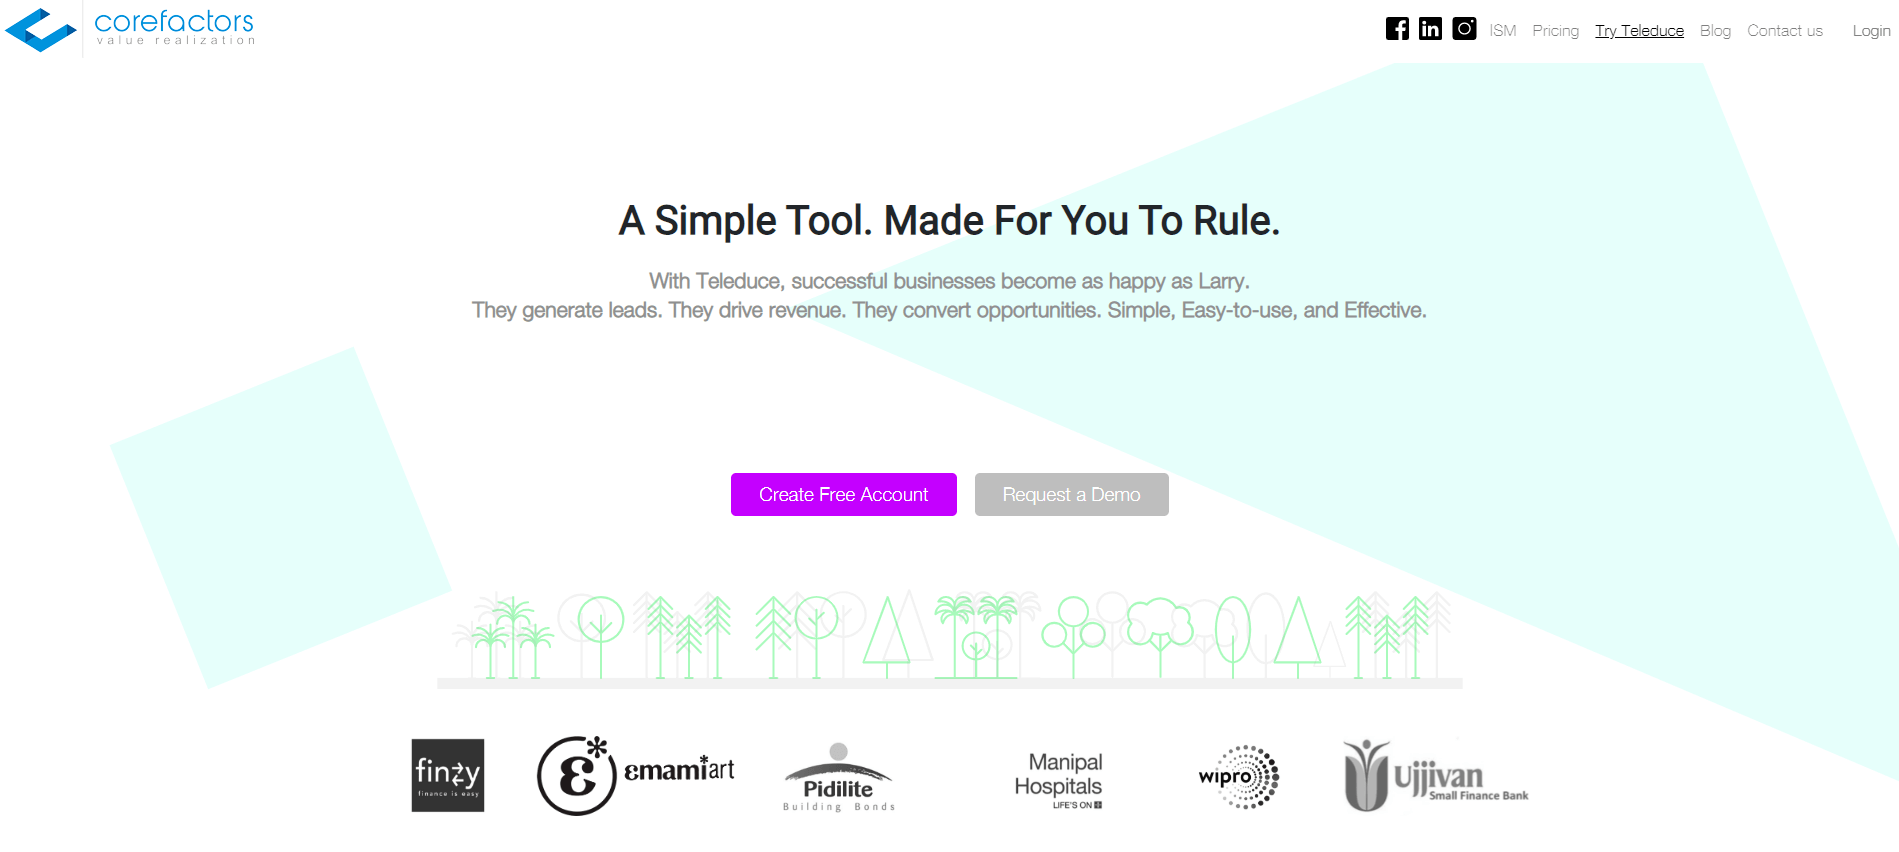 corefactors
value realization
ISM Pricing Try Teleduce Blog Contact us Login
A Simple Tool. Made For You To Rule.
With Teleduce, successful businesses become as happy as Larry.
They generate leads. They drive revenue. They convert opportunities. Simple, Easy-to-use, and Effective.
Create Free Account
Request a Demo
finzy
finance is easy
εmami*art
Pidilite
Building Bonds
Manipal
Hospitals
LIFE'S ON
wipro
Ujjivan
Small Finance Bank